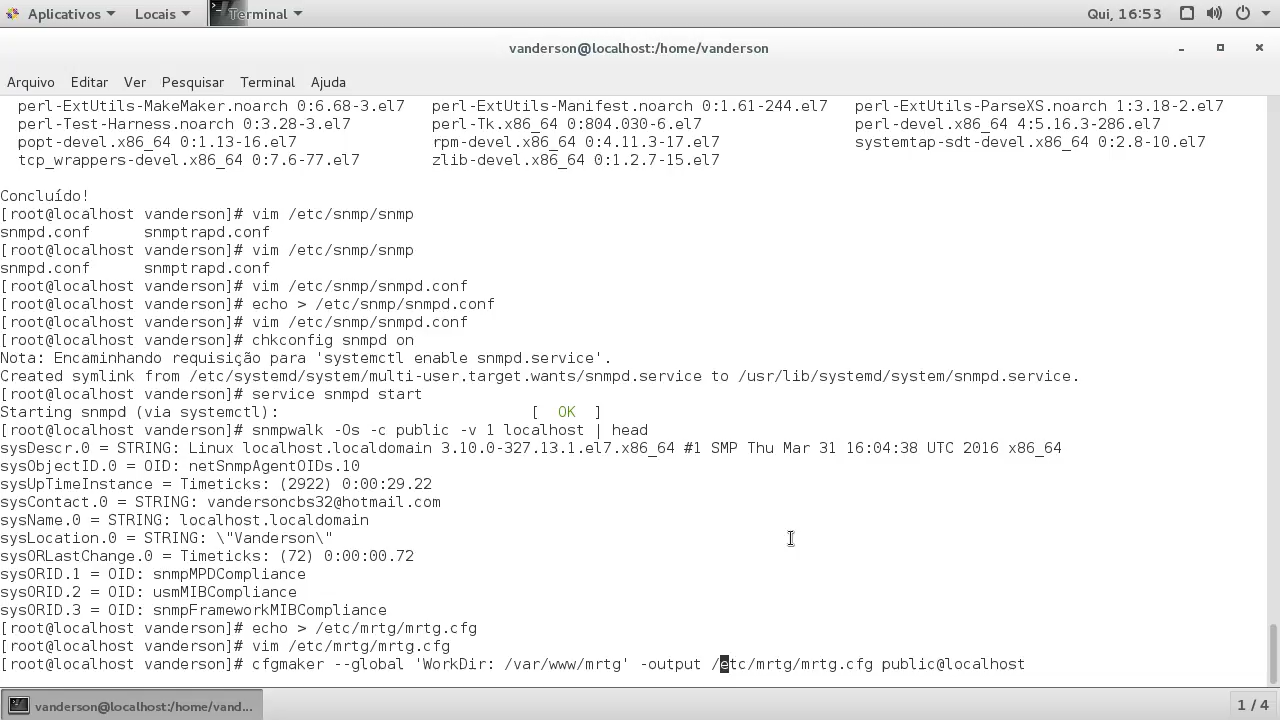 Aplicativos Locais Terminal Qui, 16:53
vanderson@localhost:/home/vanderson
Arquivo Editar Ver Pesquisar Terminal Ajuda
perl-ExtUtils-MakeMaker.noarch 0:6.68-3.el7 perl-ExtUtils-Manifest.noarch 0:1.61-244.el7 perl-ExtUtils-ParseXS.noarch 1:3.18-2.el7
perl-Test-Harness.noarch 0:3.28-3.el7 perl-Tk.x86_64 0:804.030-6.el7 perl-devel.x86_64 4:5.16.3-286.el7
popt-devel.x86_64 0:1.13-16.el7 rpm-devel.x86_64 0:4.11.3-17.el7 systemtap-sdt-devel.x86_64 0:2.8-10.el7
tcp_wrappers-devel.x86_64 0:7.6-77.el7 zlib-devel.x86_64 0:1.2.7-15.el7
Concluído!
[root@localhost vanderson]# vim /etc/snmp/snmp
snmpd.conf snmptrapd.conf
[root@localhost vanderson]# vim /etc/snmp/snmp
snmpd.conf snmptrapd.conf
[root@localhost vanderson]# vim /etc/snmp/snmpd.conf
[root@localhost vanderson]# echo > /etc/snmp/snmpd.conf
[root@localhost vanderson]# vim /etc/snmp/snmpd.conf
[root@localhost vanderson]# chkconfig snmpd on
Nota: Encaminhando requisição para 'systemctl enable snmpd.service'.
Created symlink from /etc/systemd/system/multi-user.target.wants/snmpd.service to /usr/lib/systemd/system/snmpd.service.
[root@localhost vanderson]# service snmpd start
Starting snmpd (via systemctl): [ OK ]
[root@localhost vanderson]# snmpwalk -Os -c public -v 1 localhost | head
sysDescr.0 = STRING: Linux localhost.localdomain 3.10.0-327.13.1.el7.x86_64 #1 SMP Thu Mar 31 16:04:38 UTC 2016 x86_64
sysObjectID.0 = OID: netSnmpAgentOIDs.10
sysUpTimeInstance = Timeticks: (2922) 0:00:29.22
sysContact.0 = STRING: vandersoncbs32@hotmail.com
sysName.0 = STRING: localhost.localdomain
sysLocation.0 = STRING: \"Vanderson\"
sysORLastChange.0 = Timeticks: (72) 0:00:00.72
sysORID.1 = OID: snmpMPDCompliance
sysORID.2 = OID: usmMIBCompliance
sysORID.3 = OID: snmpFrameworkMIBCompliance
[root@localhost vanderson]# echo > /etc/mrtg/mrtg.cfg
[root@localhost vanderson]# vim /etc/mrtg/mrtg.cfg
[root@localhost vanderson]# cfgmaker --global 'WorkDir: /var/www/mrtg' -output /etc/mrtg/mrtg.cfg public@localhost
vanderson@localhost:/home/vand... 1 / 4